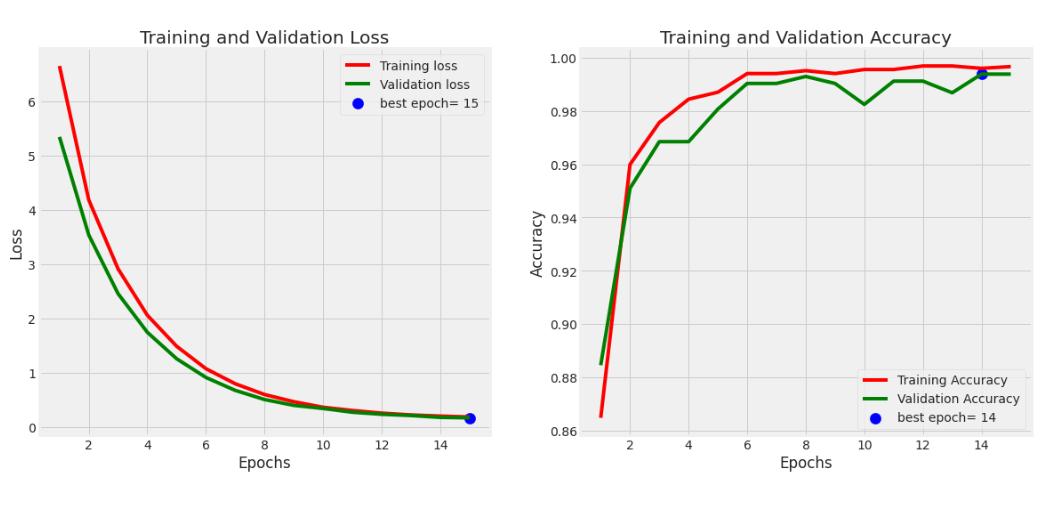 Training and Validation Loss
Training loss
Validation loss
best epoch= 15
Loss
6
5
4
3
2
1
0
2 4 6 8 10 12 14
Epochs
Training and Validation Accuracy
Accuracy
1.00
0.98
0.96
0.94
0.92
0.90
0.88
0.86
Training Accuracy
Validation Accuracy
best epoch= 14
2 4 6 8 10 12 14
Epochs